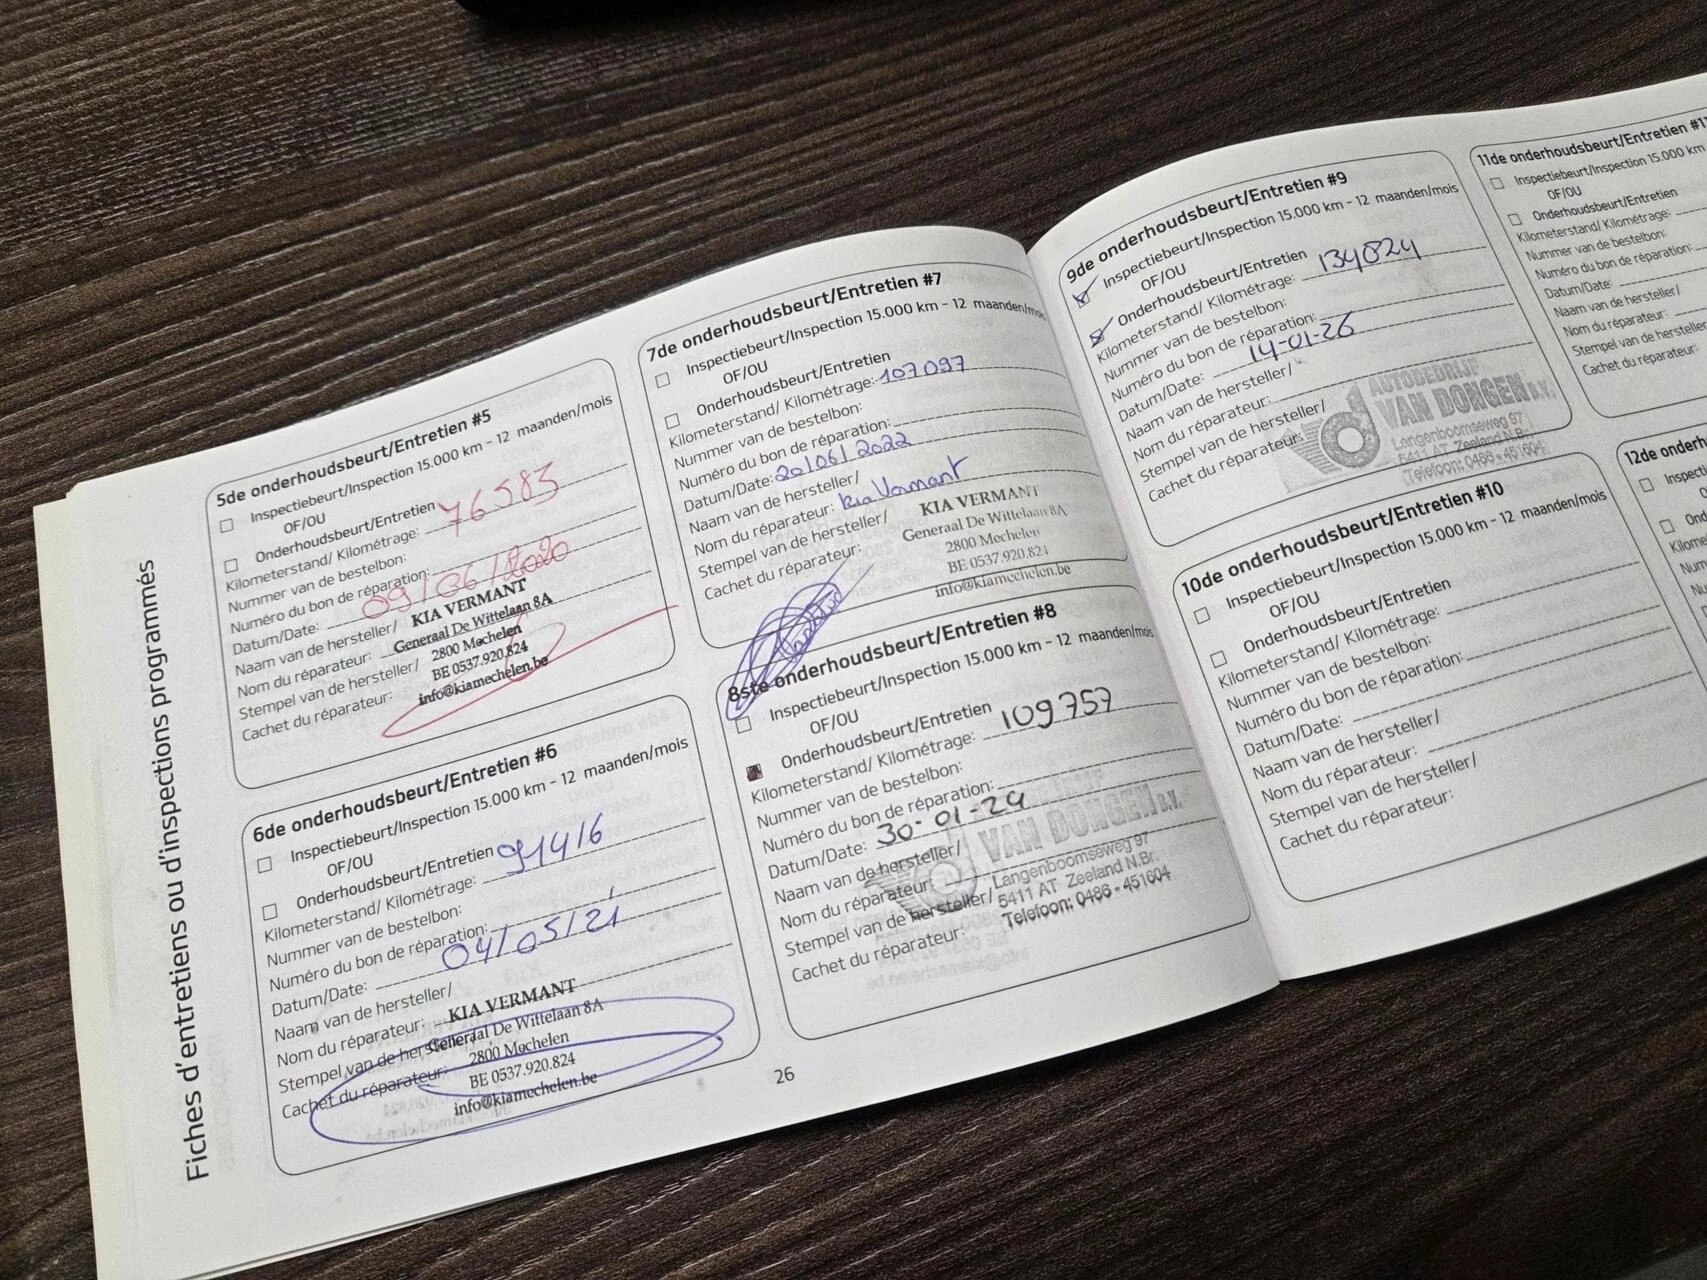 Fiches d'entretiens ou d'inspections programmés
5de onderhoudsbeurt/Entretien #5
Inspectiebeurt/Inspection 15.000 km - 12 maanden/mois
OF/OU
Onderhoudsbeurt/Entretien
Kilometerstand/ Kilométrage: 76583
Nummer van de bestelbon:
Numéro du bon de réparation:
Datum/Date: 09/06/2020
Naam van de hersteller/
Nom du réparateur:
Stempel van de hersteller/
Cachet du réparateur:
KIA VERMANT
Generaal De Wittelaan 8A
2800 Mechelen
BE 0537.920.824
info@kiamechelen.be
6de onderhoudsbeurt/Entretien #6
Inspectiebeurt/Inspection 15.000 km - 12 maanden/mois
OF/OU
Onderhoudsbeurt/Entretien
Kilometerstand/ Kilométrage: 91416
Nummer van de bestelbon:
Numéro du bon de réparation:
Datum/Date: 04/05/21
Naam van de hersteller/
Nom du réparateur:
Stempel van de hersteller/
Cachet du réparateur:
KIA VERMANT
Generaal De Wittelaan 8A
2800 Mechelen
BE 0537.920.824
info@kiamechelen.be
7de onderhoudsbeurt/Entretien #7
Inspectiebeurt/Inspection 15.000 km - 12 maanden/mois
OF/OU
Onderhoudsbeurt/Entretien
Kilometerstand/ Kilométrage: 107097
Nummer van de bestelbon:
Numéro du bon de réparation:
Datum/Date: 20/06/2022
Naam van de hersteller/
Nom du réparateur: Kia Vermant
Stempel van de hersteller/
Cachet du réparateur:
KIA VERMANT
Generaal De Wittelaan 8A
2800 Mechelen
BE 0537.920.824
info@kiamechelen.be
8ste onderhoudsbeurt/Entretien #8
Inspectiebeurt/Inspection 15.000 km - 12 maanden/mois
OF/OU
Onderhoudsbeurt/Entretien
Kilometerstand/ Kilométrage: 109757
Nummer van de bestelbon:
Numéro du bon de réparation:
Datum/Date: 30-01-24
Naam van de hersteller/
Nom du réparateur:
Stempel van de hersteller/
Cachet du réparateur:
VAN DONGEN B.V.
Langenboomseweg 97
5411 AT Zeeland N.Br.
Telefoon: 0486 - 451604
26
9de onderhoudsbeurt/Entretien #9
Inspectiebeurt/Inspection 15.000 km - 12 maanden/mois
OF/OU
Onderhoudsbeurt/Entretien
Kilometerstand/ Kilométrage: 134824
Nummer van de bestelbon:
Numéro du bon de réparation:
Datum/Date: 14-01-26
Naam van de hersteller/
Nom du réparateur:
Stempel van de hersteller/
Cachet du réparateur:
AUTOBEDRIJF
VAN DONGEN B.V.
Langenboomseweg 97
5411 AT Zeeland N.Br.
Telefoon: 0486 - 451604
10de onderhoudsbeurt/Entretien #10
Inspectiebeurt/Inspection 15.000 km - 12 maanden/mois
OF/OU
Onderhoudsbeurt/Entretien
Kilometerstand/ Kilométrage:
Nummer van de bestelbon:
Numéro du bon de réparation:
Datum/Date:
Naam van de hersteller/
Nom du réparateur:
Stempel van de hersteller/
Cachet du réparateur:
11de onderhoudsbeurt/Entretien #11
Inspectiebeurt/Inspection 15.000 km
OF/OU
Onderhoudsbeurt/Entretien
Kilometerstand/ Kilométrage:
Nummer van de bestelbon:
Numéro du bon de réparation:
Datum/Date:
Naam van de hersteller/
Nom du réparateur:
Stempel van de hersteller
Cachet du réparateur:
12de